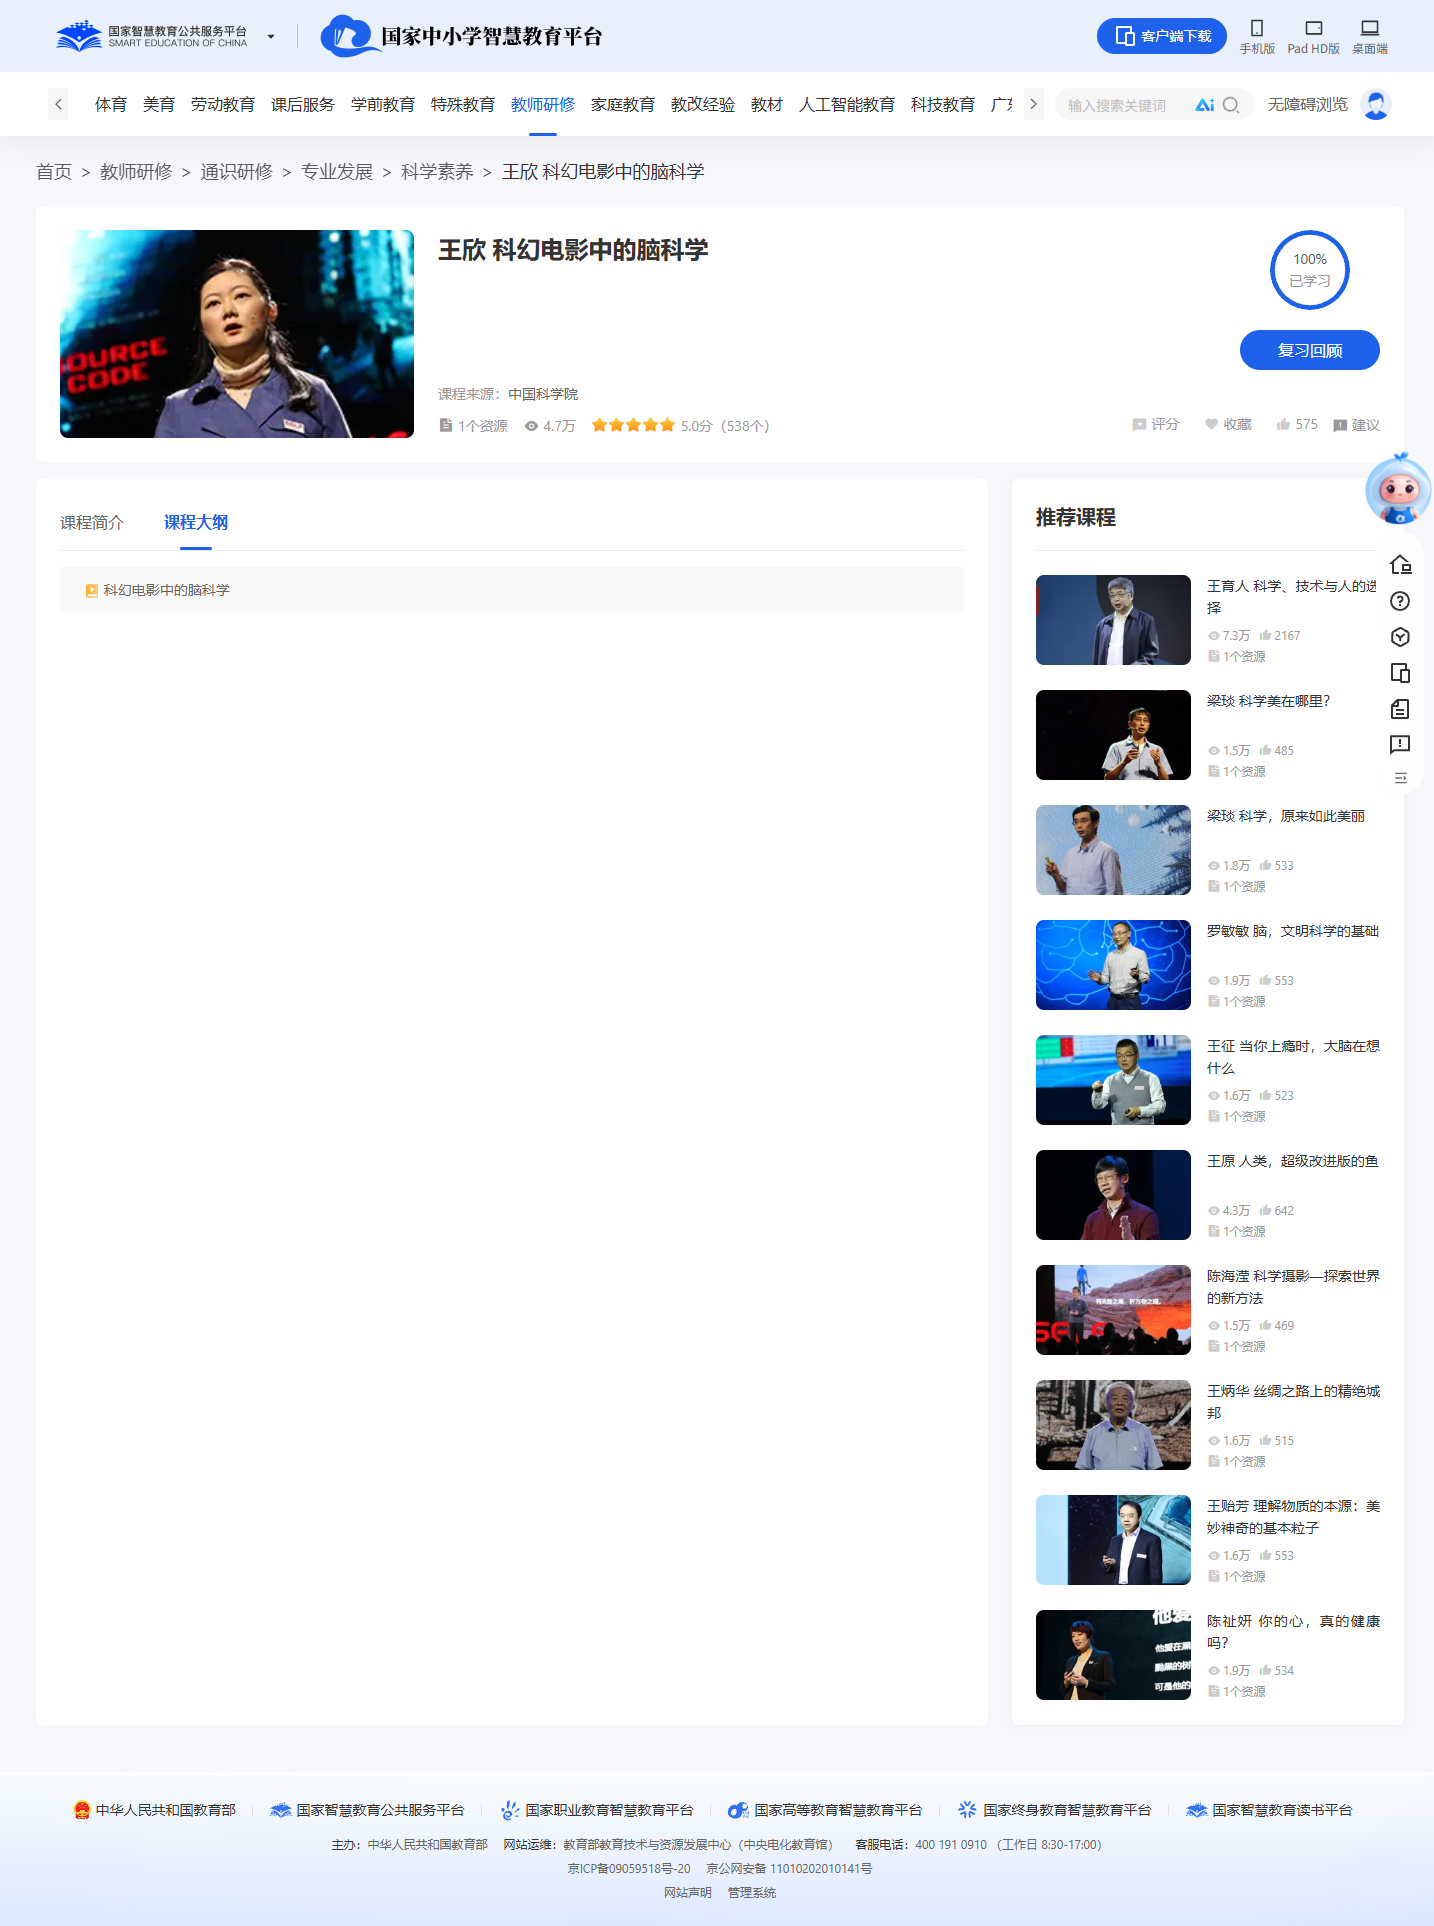 国家智慧教育公共服务平台
SMART EDUCATION OF CHINA
国家中小学智慧教育平台
客户端下载
手机版
Pad HD版
桌面端
体育 美育 劳动教育 课后服务 学前教育 特殊教育 教师研修 家庭教育 教改经验 教材 人工智能教育 科技教育 广东
输入搜索关键词
Ai
无障碍浏览
首页 > 教师研修 > 通识研修 > 专业发展 > 科学素养 > 王欣 科幻电影中的脑科学
OURCE
CODE
王欣 科幻电影中的脑科学
100%
已学习
复习回顾
课程来源：中国科学院
1个资源 4.7万 5.0分（538个）
评分 收藏 575 建议
课程简介 课程大纲
科幻电影中的脑科学
推荐课程
王育人 科学、技术与人的选择
7.3万 2167
1个资源
梁琰 科学美在哪里？
1.5万 485
1个资源
梁琰 科学，原来如此美丽
1.8万 533
1个资源
罗敏敏 脑，文明科学的基础
1.9万 553
1个资源
王征 当你上瘾时，大脑在想
什么
1.6万 523
1个资源
王原 人类，超级改进版的鱼
4.3万 642
1个资源
陈海滢 科学摄影—探索世界
的新方法
1.5万 469
1个资源
王炳华 丝绸之路上的精绝城
邦
1.6万 515
1个资源
王贻芳 理解物质的本源：美
妙神奇的基本粒子
1.6万 553
1个资源
他爱在黑
黝黑的树
可是他的
陈祉妍 你的心，真的健康
吗？
1.9万 534
1个资源
中华人民共和国教育部 国家智慧教育公共服务平台 国家职业教育智慧教育平台 国家高等教育智慧教育平台 国家终身教育智慧教育平台 国家智慧教育读书平台
主办：中华人民共和国教育部 网站运维：教育部教育技术与资源发展中心（中央电化教育馆） 客服电话：400 191 0910 （工作日 8:30-17:00）
京ICP备09059518号-20 京公网安备 11010202010141号
网站声明 管理系统